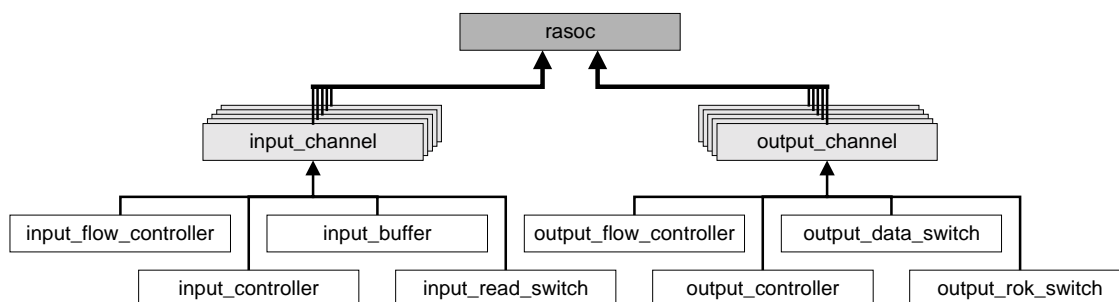 rasoc
input_channel
output_channel
input_flow_controller
input_buffer
output_flow_controller
output_data_switch
input_controller
input_read_switch
output_controller
output_rok_switch